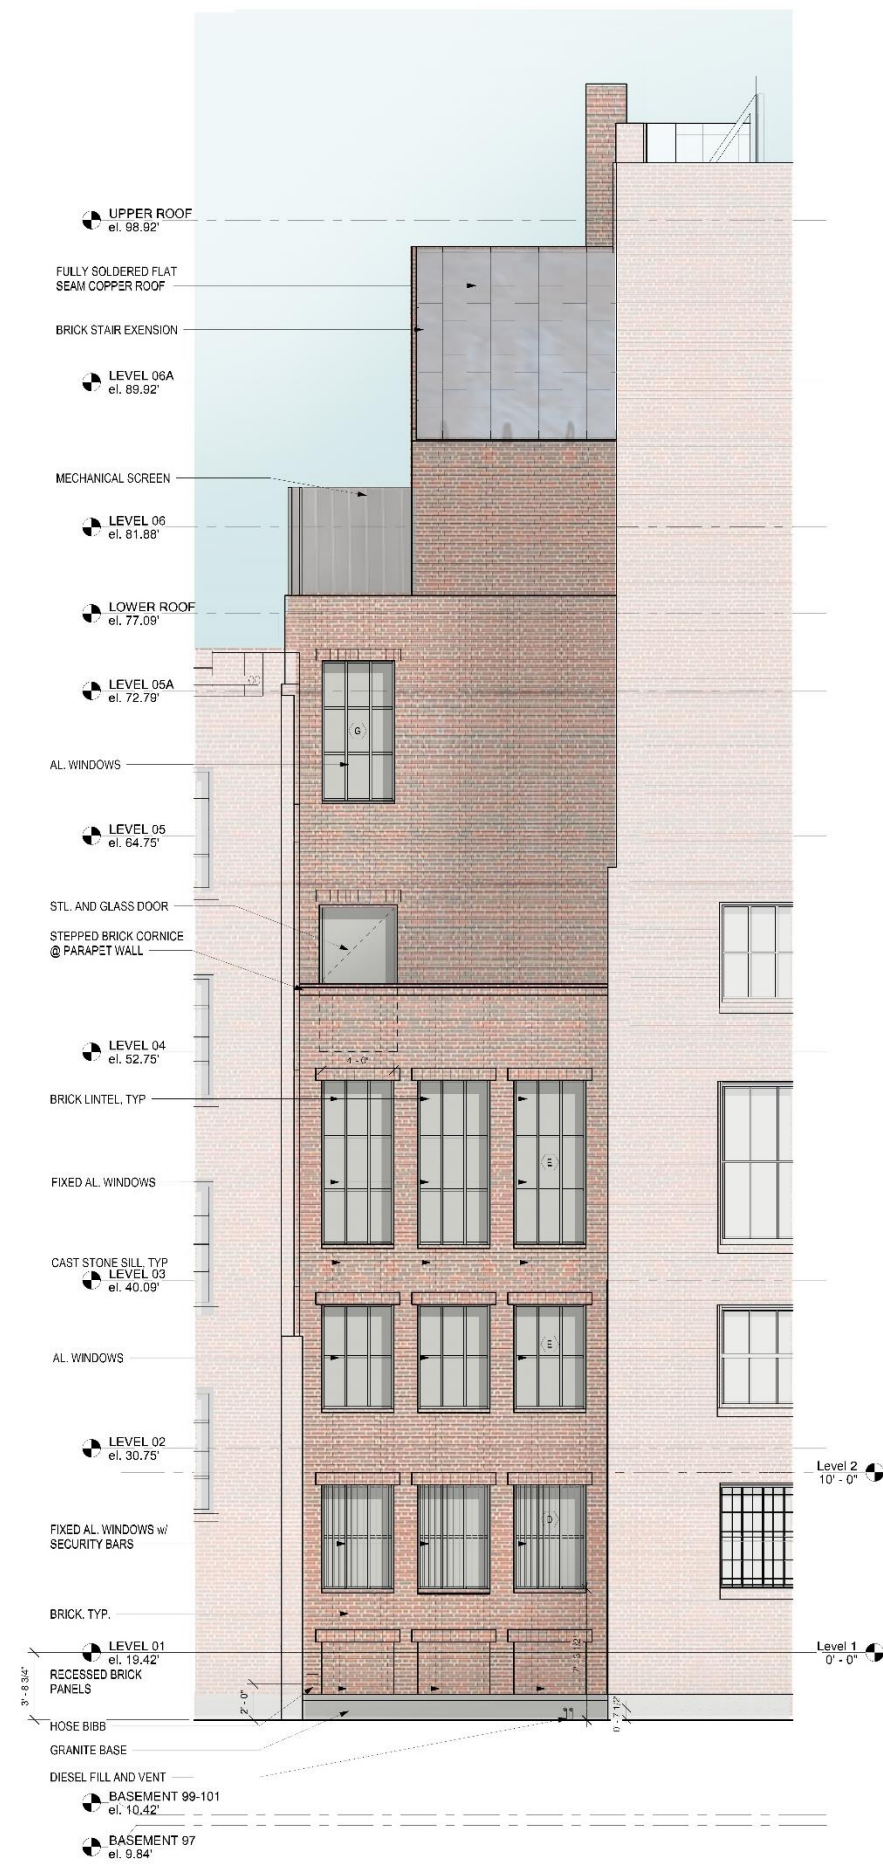 UPPER ROOF
el. 98.92'
FULLY SOLDERED FLAT
SEAM COPPER ROOF
BRICK STAIR EXENSION
LEVEL 06A
el. 89.92'
MECHANICAL SCREEN
LEVEL 06
el. 81.88'
LOWER ROOF
el. 77.09'
LEVEL 05A
el. 72.79'
G
AL. WINDOWS
LEVEL 05
el. 64.75'
STL. AND GLASS DOOR
STEPPED BRICK CORNICE
@ PARAPET WALL
LEVEL 04
el. 52.75'
4'-0"
BRICK LINTEL, TYP
E
FIXED AL. WINDOWS
CAST STONE SILL, TYP
LEVEL 03
el. 40.09'
E
AL. WINDOWS
LEVEL 02
el. 30.75'
Level 2
10' - 0"
D
FIXED AL. WINDOWS w/
SECURITY BARS
BRICK, TYP.
LEVEL 01
el. 19.42'
Level 1
0' - 0"
3' - 8 3/4"
RECESSED BRICK
PANELS
2' - 0"
0' - 7 1/2"
HOSE BIBB
GRANITE BASE
DIESEL FILL AND VENT
BASEMENT 99-101
el. 10.42'
BASEMENT 97
el. 9.84'